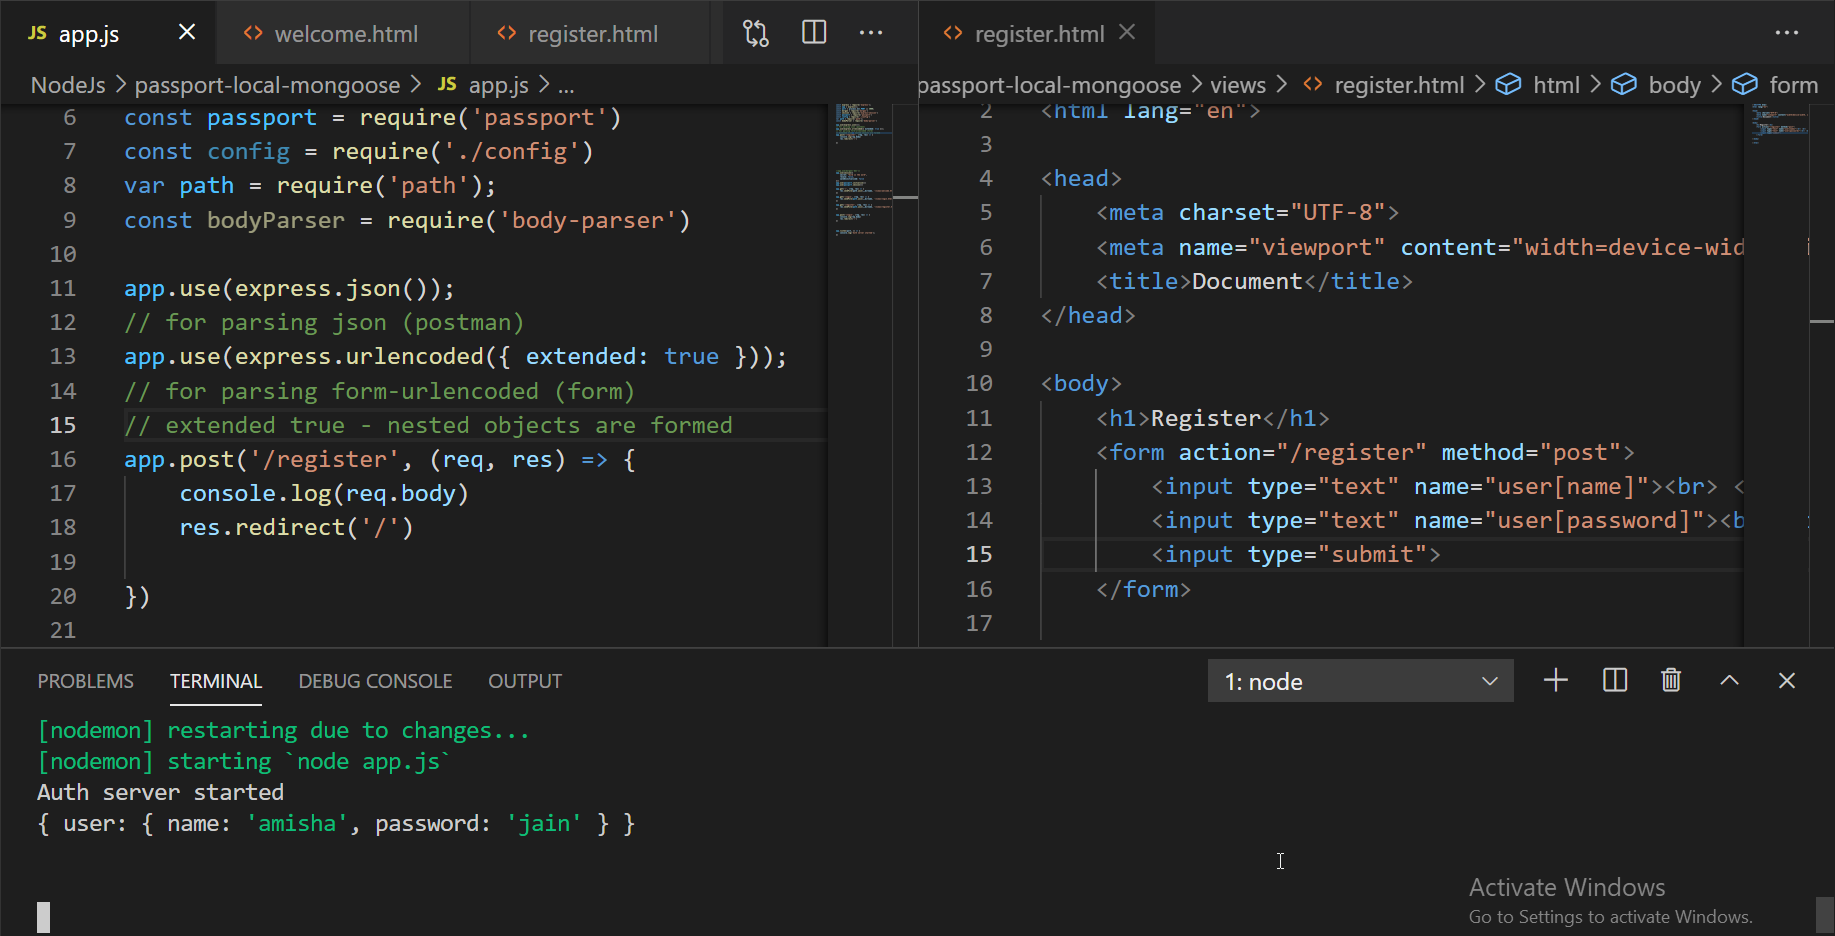 JS app.js
welcome.html
register.html
NodeJs > passport-local-mongoose > JS app.js > ...
6 const passport = require('passport')
7 const config = require('./config')
8 var path = require('path');
9 const bodyParser = require('body-parser')
10
11 app.use(express.json());
12 // for parsing json (postman)
13 app.use(express.urlencoded({ extended: true }));
14 // for parsing form-urlencoded (form)
15 // extended true - nested objects are formed
16 app.post('/register', (req, res) => {
17 console.log(req.body)
18 res.redirect('/')
19
20 })
21
<> register.html
passport-local-mongoose > views > <> register.html > html > body > form
2 <html lang="en">
3
4 <head>
5 <meta charset="UTF-8">
6 <meta name="viewport" content="width=device-wid
7 <title>Document</title>
8 </head>
9
10 <body>
11 <h1>Register</h1>
12 <form action="/register" method="post">
13 <input type="text" name="user[name]"><br> <
14 <input type="text" name="user[password]"><b
15 <input type="submit">
16 </form>
17
PROBLEMS TERMINAL DEBUG CONSOLE OUTPUT
1: node
[nodemon] restarting due to changes...
[nodemon] starting `node app.js`
Auth server started
{ user: { name: 'amisha', password: 'jain' } }
Activate Windows
Go to Settings to activate Windows.